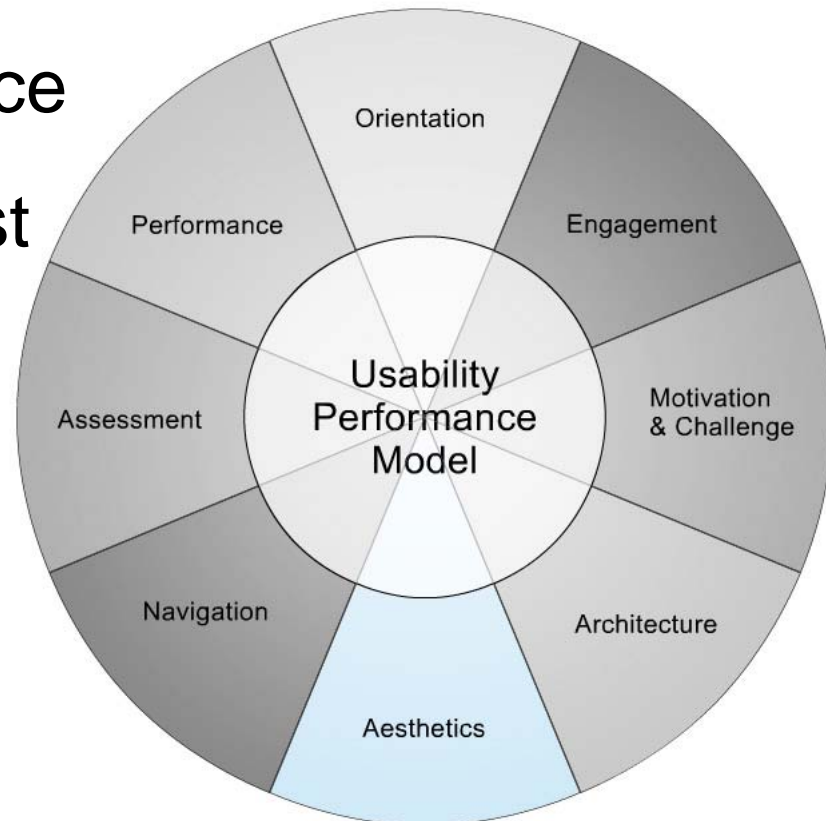 ce
st
Orientation
Engagement
Motivation
& Challenge
Architecture
Aesthetics
Navigation
Assessment
Performance
Usability
Performance
Model